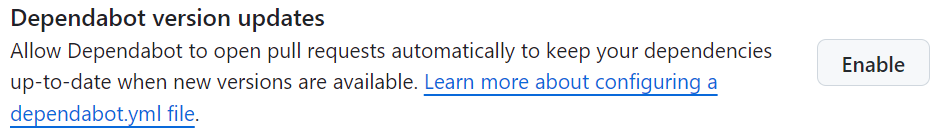 Dependabot version updates
Allow Dependabot to open pull requests automatically to keep your dependencies
up-to-date when new versions are available. Learn more about configuring a
dependabot.yml file.
Enable